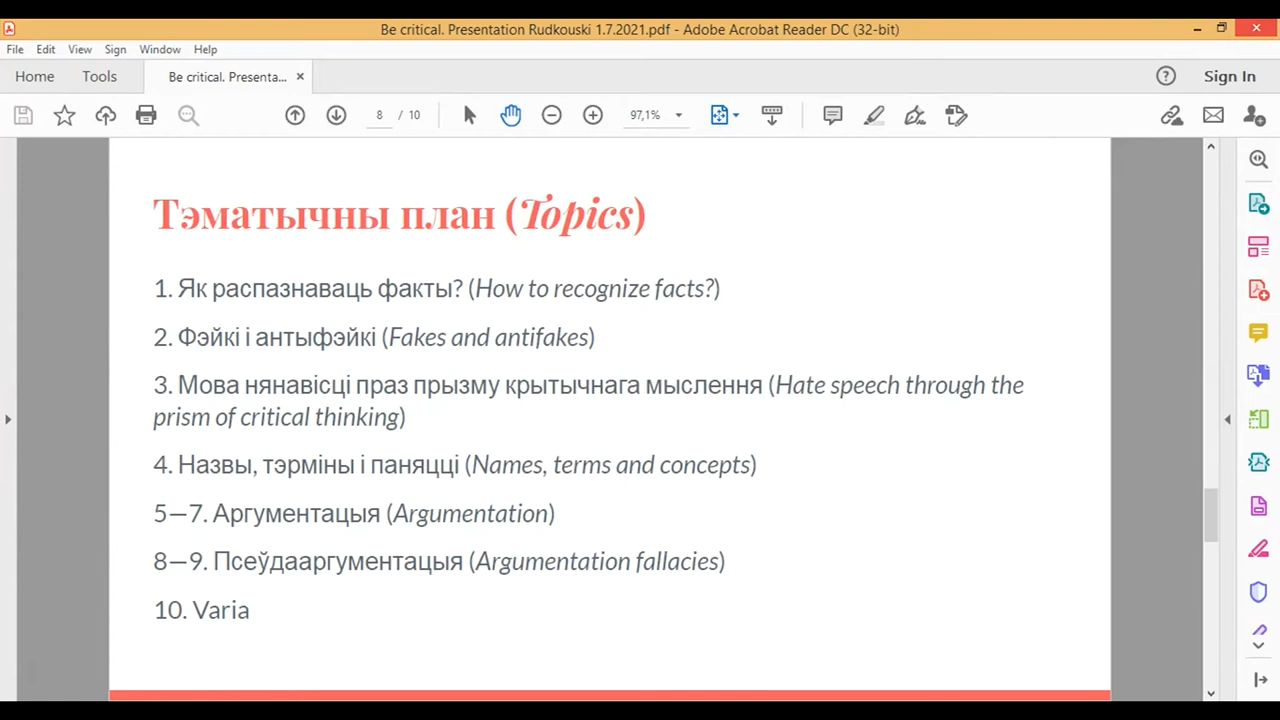 Be critical. Presentation Rudkouski 1.7.2021.pdf - Adobe Acrobat Reader DC (32-bit)
File Edit View Sign Window Help
Home Tools Be critical. Presenta... × Sign In
8 / 10 97,1%
Тэматычны план (Topics)
1. Як распазнаваць факты? (How to recognize facts?)
2. Фэйкі і антыфэйкі (Fakes and antifakes)
3. Мова нянавісці праз прызму крытычнага мыслення (Hate speech through the
prism of critical thinking)
4. Назвы, тэрміны і паняцці (Names, terms and concepts)
5—7. Аргументацыя (Argumentation)
8—9. Псеўдааргументацыя (Argumentation fallacies)
10. Varia